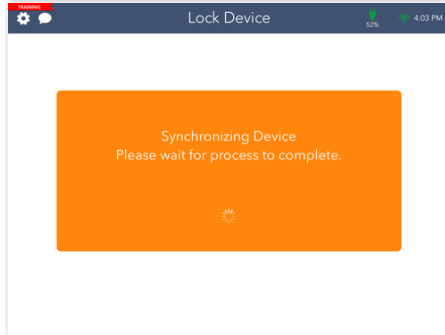 TRAINING
Lock Device
52%
4:03 PM
Synchronizing Device
Please wait for process to complete.